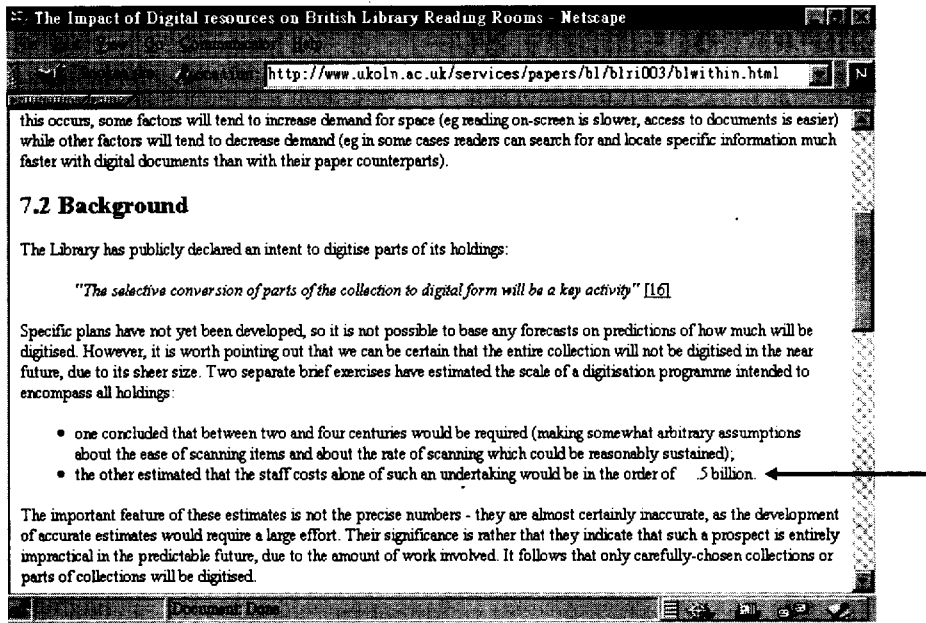 The Impact of Digital resources on British Library Reading Rooms - Netscape
http://www.ukoln.ac.uk/services/papers/bl/blri003/blwithin.html
this occurs, some factors will tend to increase demand for space (eg reading on-screen is slower, access to documents is easier)
while other factors will tend to decrease demand (eg in some cases readers can search for and locate specific information much
faster with digital documents than with their paper counterparts).
7.2 Background
The Library has publicly declared an intent to digitise parts of its holdings:
"The selective conversion of parts of the collection to digital form will be a key activity" [16]
Specific plans have not yet been developed, so it is not possible to base any forecasts on predictions of how much will be
digitised. However, it is worth pointing out that we can be certain that the entire collection will not be digitised in the near
future, due to its sheer size. Two separate brief exercises have estimated the scale of a digitisation programme intended to
encompass all holdings:
• one concluded that between two and four centuries would be required (making somewhat arbitrary assumptions
about the ease of scanning items and about the rate of scanning which could be reasonably sustained);
• the other estimated that the staff costs alone of such an undertaking would be in the order of .5 billion.
The important feature of these estimates is not the precise numbers - they are almost certainly inaccurate, as the development
of accurate estimates would require a large effort. Their significance is rather that they indicate that such a prospect is entirely
impractical in the predictable future, due to the amount of work involved. It follows that only carefully-chosen collections or
parts of collections will be digitised.
Document: Done